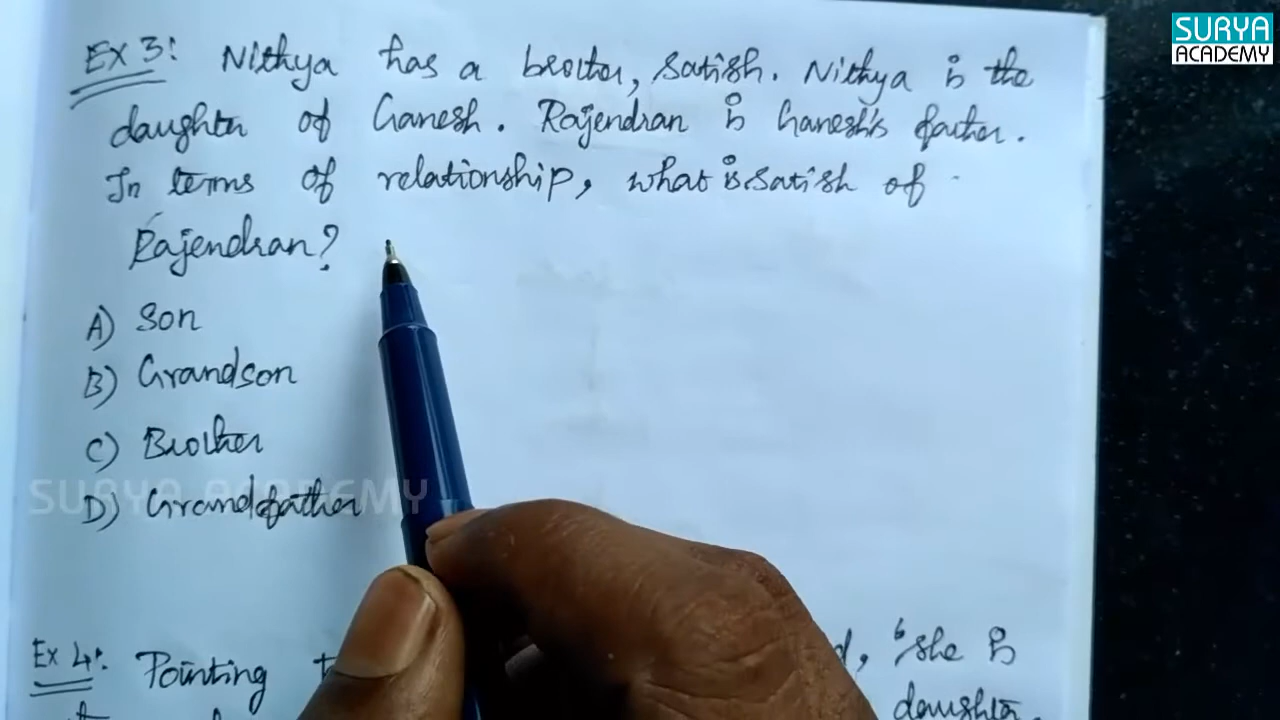 SURYA
ACADEMY
Ex 3: Nithya has a brother, Satish. Nithya is the
daughter of Ganesh. Rajendran is Ganesh's father.
In terms of relationship, what is Satish of
Rajendran?
A) Son
B) Grandson
C) Brother
D) Grandfather
SURYA ACADEMY
Ex 4: Pointing , "she is
daughter